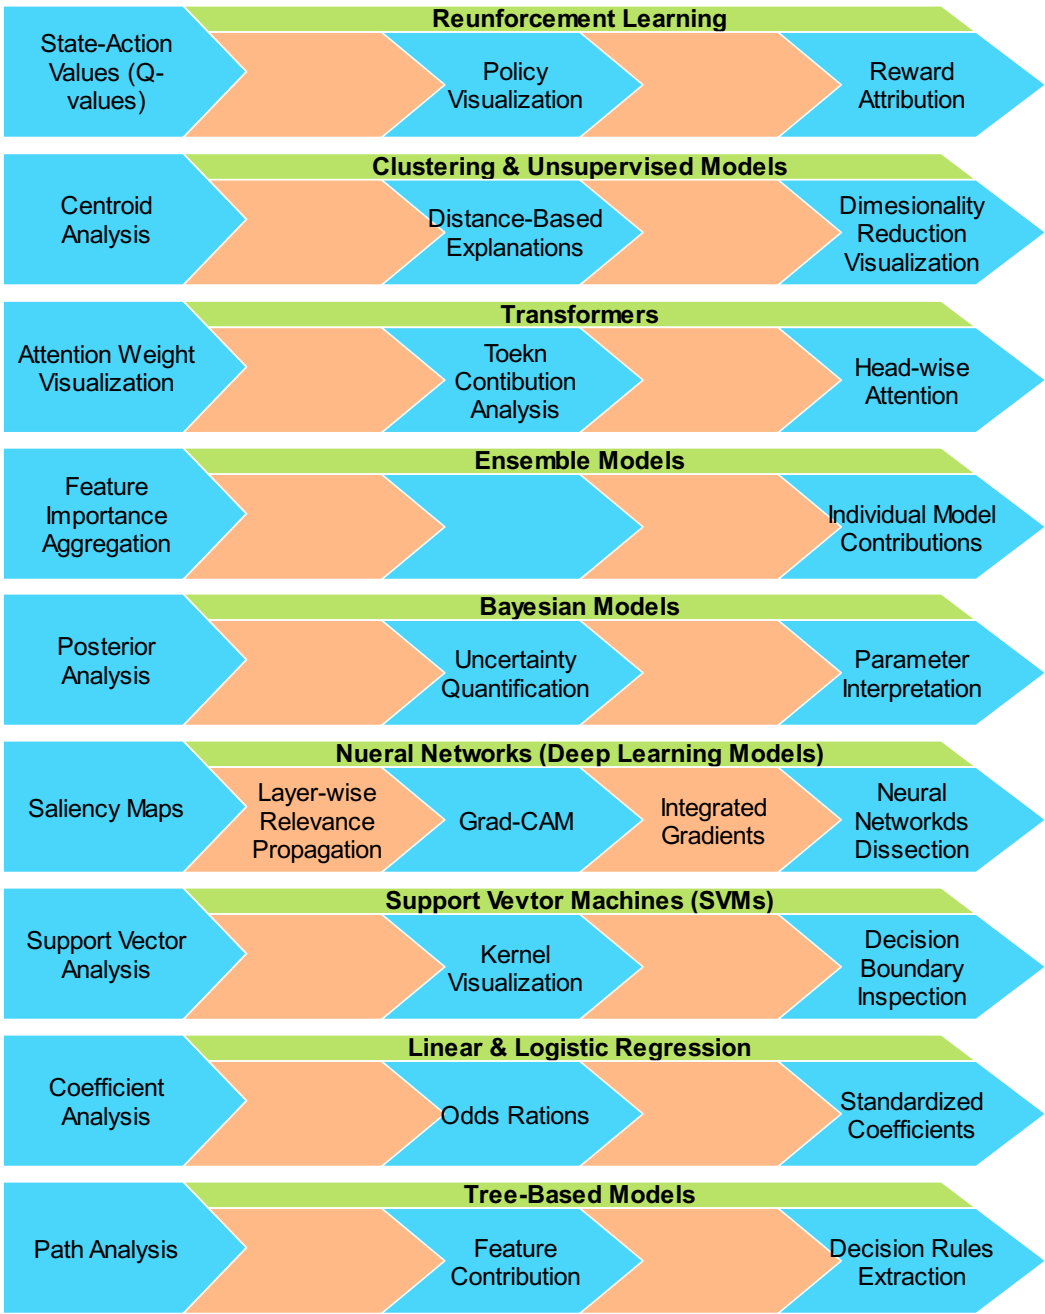 Reunforcement Learning
State-Action
Values (Q-
values)
Policy
Visualization
Reward
Attribution
Clustering & Unsupervised Models
Centroid
Analysis
Distance-Based
Explanations
Dimesionality
Reduction
Visualization
Transformers
Attention Weight
Visualization
Toekn
Contibution
Analysis
Head-wise
Attention
Ensemble Models
Feature
Importance
Aggregation
Individual Model
Contributions
Bayesian Models
Posterior
Analysis
Uncertainty
Quantification
Parameter
Interpretation
Nueral Networks (Deep Learning Models)
Saliency Maps
Layer-wise
Relevance
Propagation
Grad-CAM
Integrated
Gradients
Neural
Networkds
Dissection
Support Vevtor Machines (SVMs)
Support Vector
Analysis
Kernel
Visualization
Decision
Boundary
Inspection
Linear & Logistic Regression
Coefficient
Analysis
Odds Rations
Standardized
Coefficients
Tree-Based Models
Path Analysis
Feature
Contribution
Decision Rules
Extraction